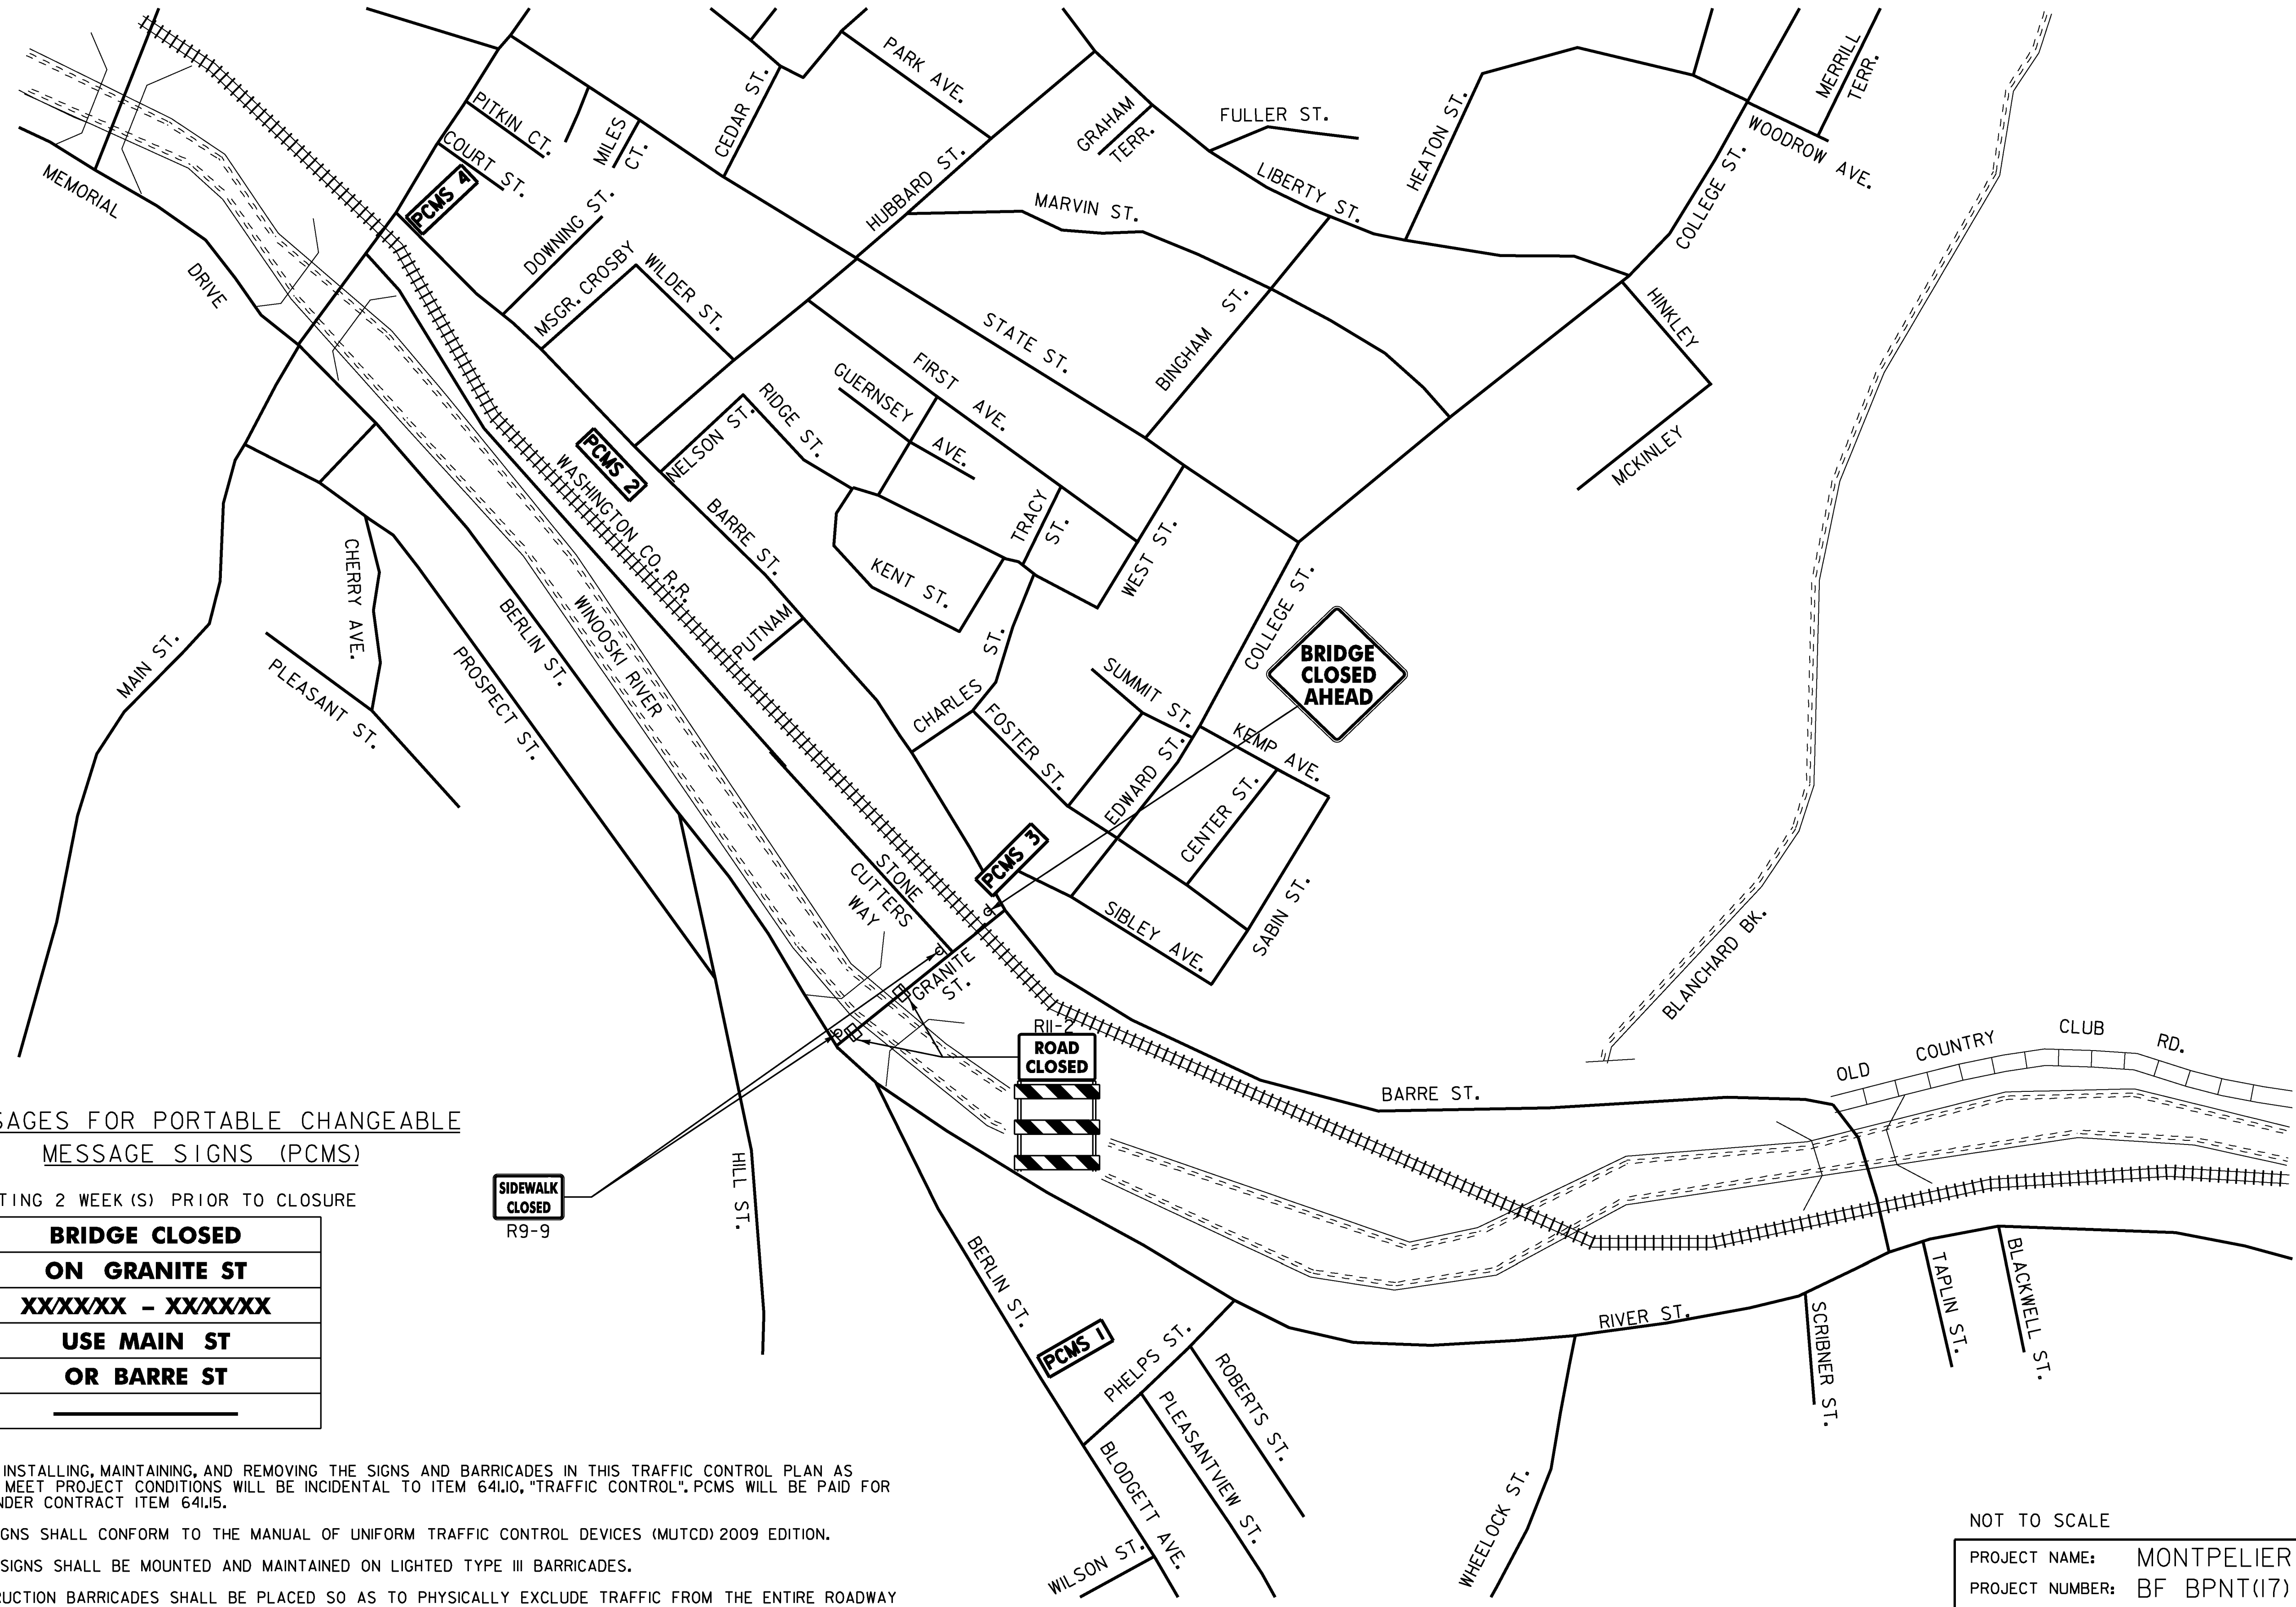 PARK AVE.
MERRILL TERR.
PITKIN CT.
COURT ST.
MILES CT.
CEDAR ST.
GRAHAM TERR.
FULLER ST.
HEATON ST.
WOODROW AVE.
COLLEGE ST.
MEMORIAL
DRIVE
PCMS 4
DOWNING ST.
HUBBARD ST.
LIBERTY ST.
MARVIN ST.
MSGR. CROSBY
WILDER ST.
STATE ST.
BINGHAM ST.
HINKLEY
MCKINLEY
FIRST AVE.
GUERNSEY AVE.
RIDGE ST.
NELSON ST.
PCMS 2
WASHINGTON CO. R.R.
BARRE ST.
TRACY ST.
WEST ST.
KENT ST.
CHERRY AVE.
PUTNAM
BERLIN ST.
WINOOSKI RIVER
MAIN ST.
PLEASANT ST.
PROSPECT ST.
CHARLES ST.
COLLEGE ST.
BRIDGE
CLOSED
AHEAD
SUMMIT ST.
FOSTER ST.
KEMP AVE.
EDWARD ST.
CENTER ST.
PCMS 3
STONE
CUTTERS
WAY
SIBLEY AVE.
SABIN ST.
BLANCHARD BK.
GRANITE
ST.
R11-2
ROAD
CLOSED
OLD COUNTRY CLUB RD.
BARRE ST.
SAGES FOR PORTABLE CHANGEABLE
MESSAGE SIGNS (PCMS)
TING 2 WEEK(S) PRIOR TO CLOSURE
BRIDGE CLOSED
ON GRANITE ST
XX/XX/XX - XX/XX/XX
USE MAIN ST
OR BARRE ST
SIDEWALK
CLOSED
R9-9
HILL ST.
BERLIN ST.
PCMS 1
PHELPS ST.
ROBERTS ST.
PLEASANTVIEW ST.
BLODGETT AVE.
WILSON ST.
WHEELOCK ST.
RIVER ST.
SCRIBNER ST.
TAPLIN ST.
BLACKWELL ST.
INSTALLING, MAINTAINING, AND REMOVING THE SIGNS AND BARRICADES IN THIS TRAFFIC CONTROL PLAN AS
MEET PROJECT CONDITIONS WILL BE INCIDENTAL TO ITEM 641.10, "TRAFFIC CONTROL". PCMS WILL BE PAID FOR
NDER CONTRACT ITEM 641.15.
IGNS SHALL CONFORM TO THE MANUAL OF UNIFORM TRAFFIC CONTROL DEVICES (MUTCD) 2009 EDITION.
SIGNS SHALL BE MOUNTED AND MAINTAINED ON LIGHTED TYPE III BARRICADES.
RUCTION BARRICADES SHALL BE PLACED SO AS TO PHYSICALLY EXCLUDE TRAFFIC FROM THE ENTIRE ROADWAY
NOT TO SCALE
PROJECT NAME: MONTPELIER
PROJECT NUMBER: BF BPNT(17)